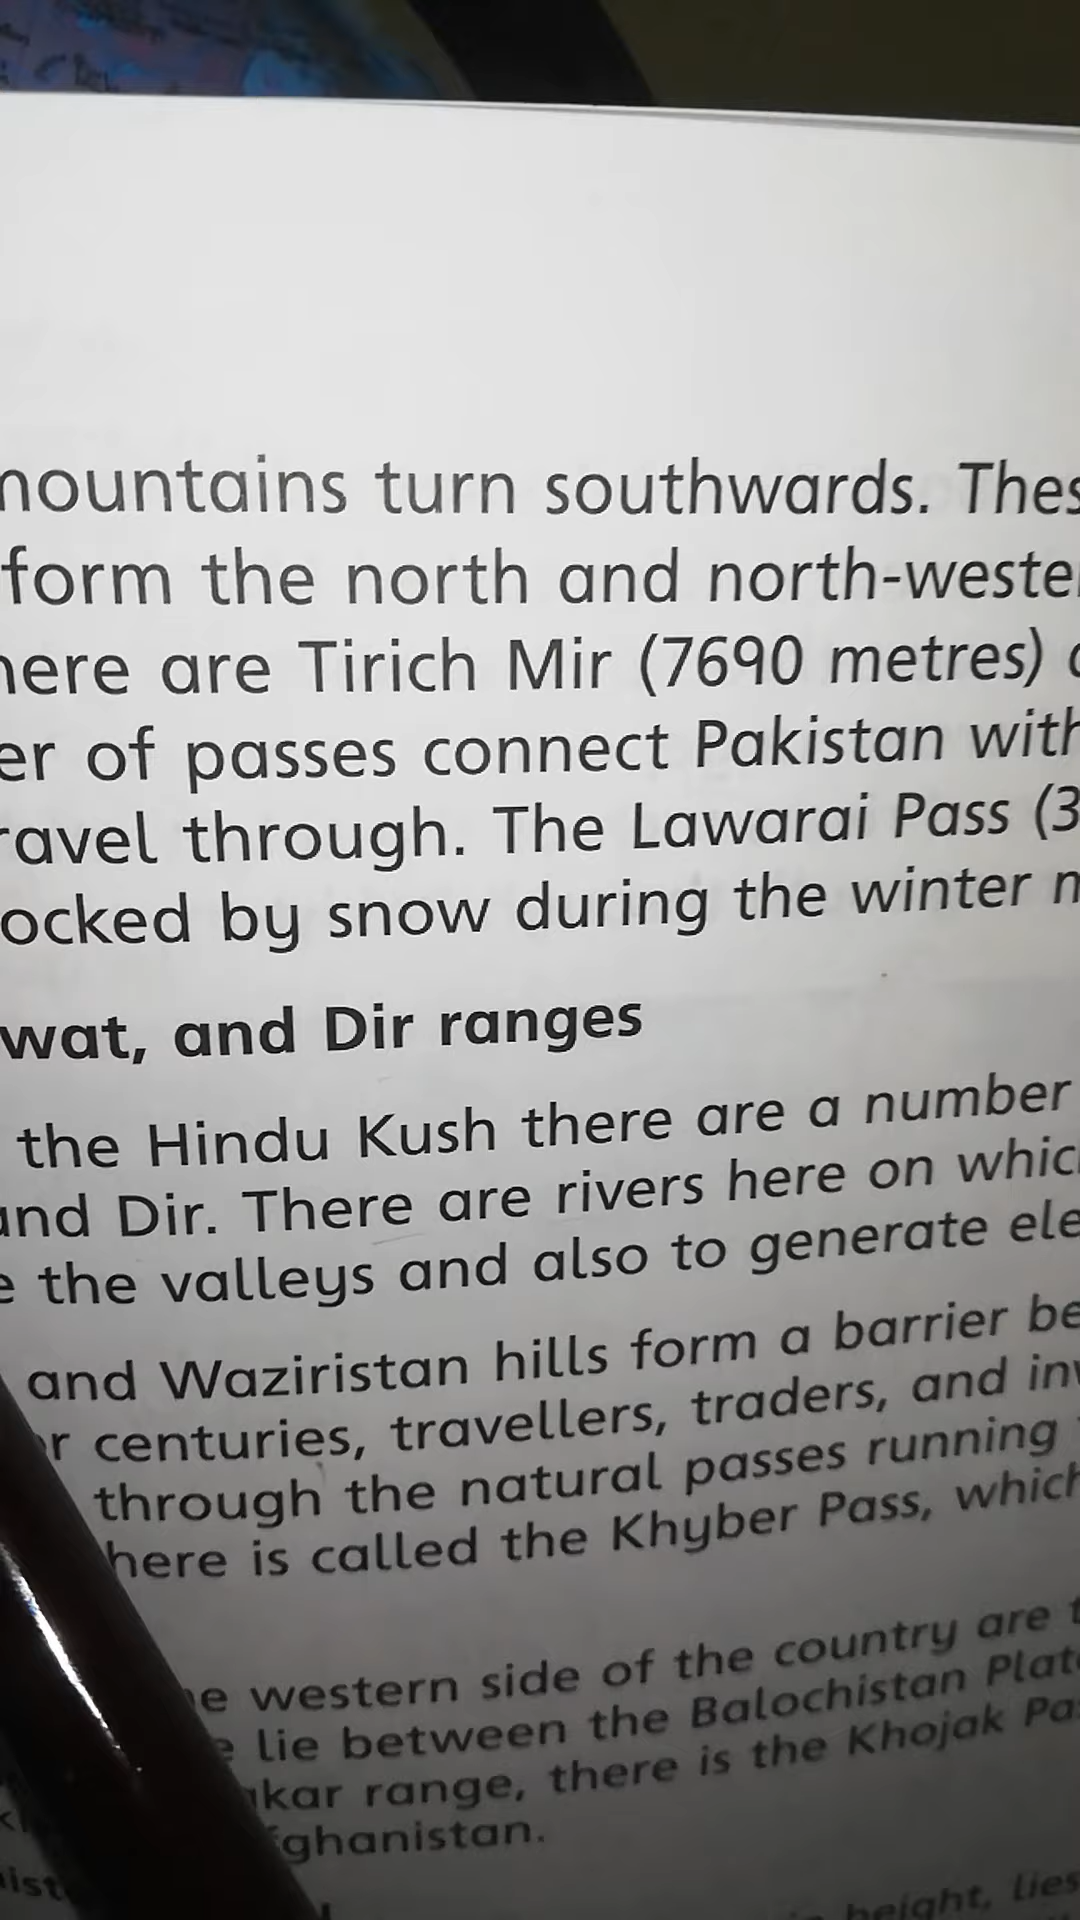 mountains turn southwards. Thes
form the north and north-weste
here are Tirich Mir (7690 metres)
er of passes connect Pakistan with
ravel through. The Lawarai Pass (3
ocked by snow during the winter m
wat, and Dir ranges
the Hindu Kush there are a number
and Dir. There are rivers here on which
e the valleys and also to generate ele
and Waziristan hills form a barrier be
r centuries, travellers, traders, and inv
through the natural passes running
here is called the Khyber Pass, which
e western side of the country are t
e lie between the Balochistan Plate
akar range, there is the Khojak Pa
fghanistan.
height, lies